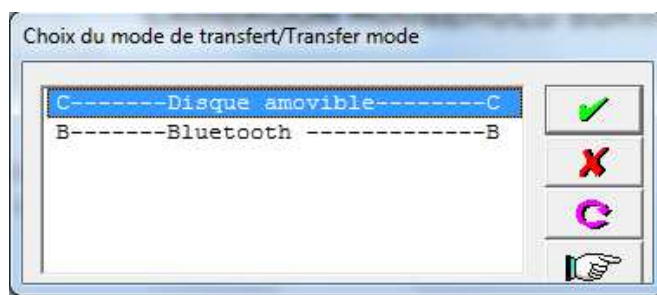 Choix du mode de transfert/Transfer mode
C-------Disque amovible--------C
B-------Bluetooth -------------B